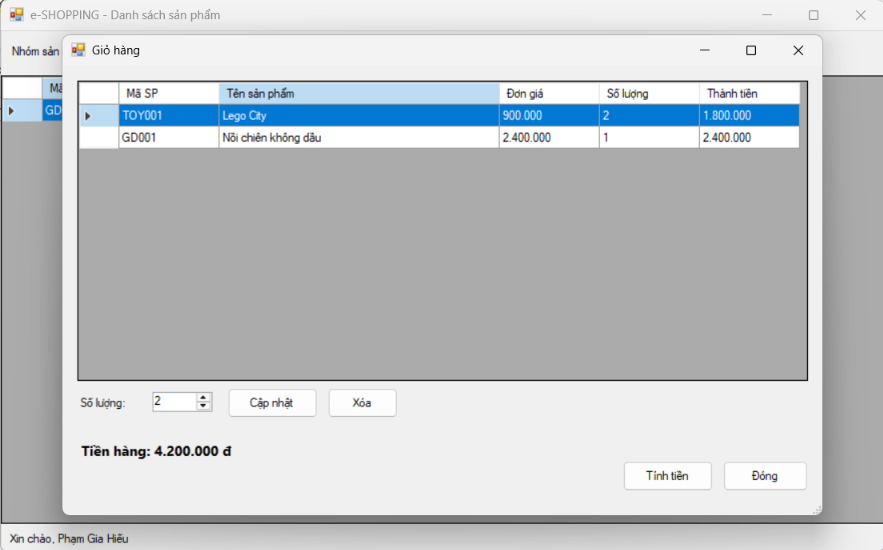 e-SHOPPING - Danh sách sản phẩm
Nhóm sản
Giỏ hàng
Mã SP Tên sản phẩm Đơn giá Số lượng Thành tiền
TOY001 Lego City 900.000 2 1.800.000
GD001 Nồi chiên không dầu 2.400.000 1 2.400.000
Mã
GD
Số lượng: 2 Cập nhật Xóa
Tiền hàng: 4.200.000 đ
Tính tiền Đóng
Xin chào, Phạm Gia Hiếu